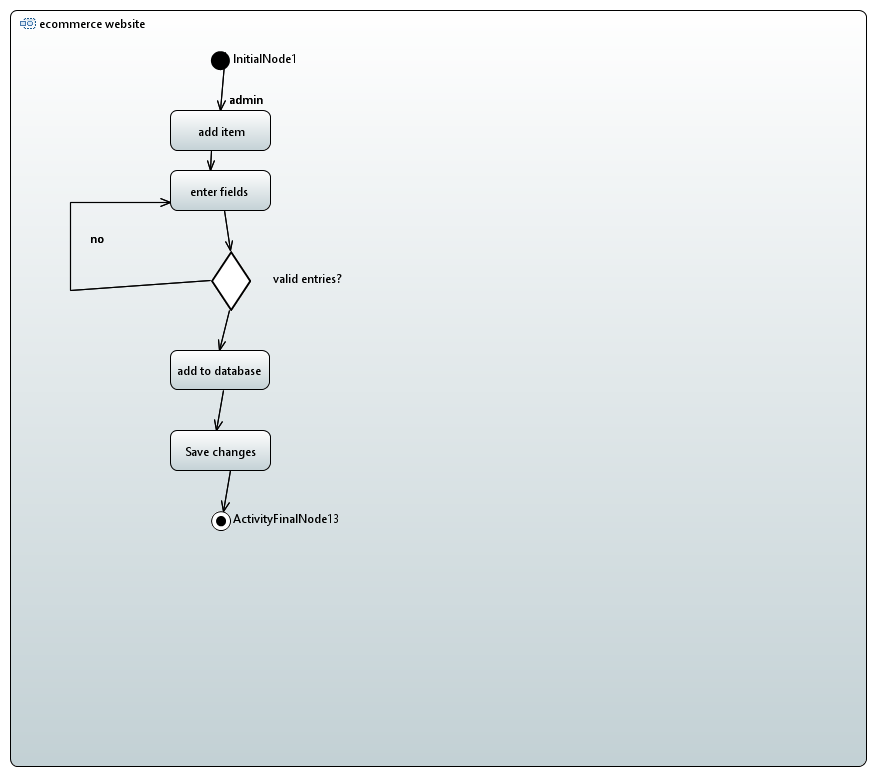 ecommerce website
InitialNode1
admin
add item
enter fields
no
valid entries?
add to database
Save changes
ActivityFinalNode13